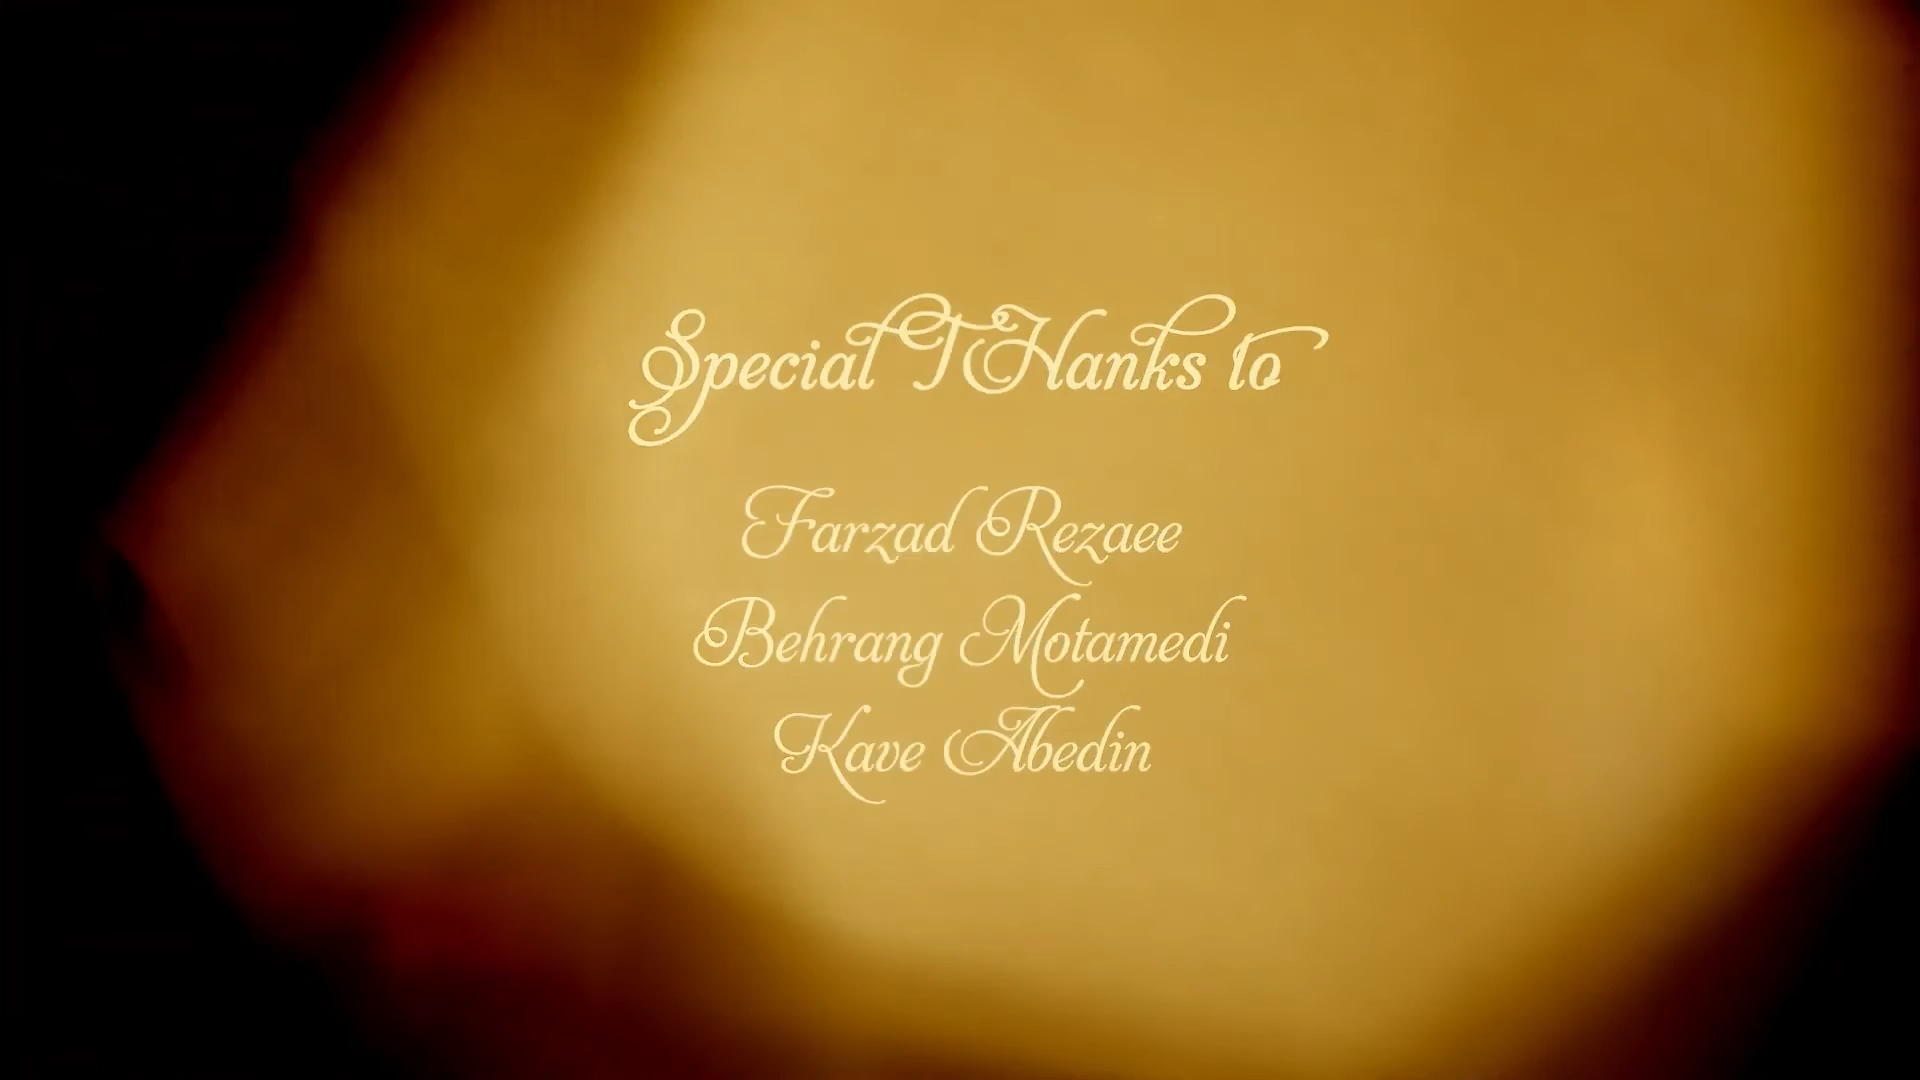 Special THanks to
Farzad Rezaee
Behrang Motamedi
Kave Abedin